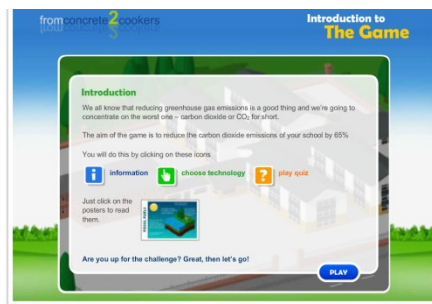 fromconcrete2cookers
Introduction to
The Game
Introduction
We all know that reducing greenhouse gas emissions is a good thing and we're going to
concentrate on the worst one – carbon dioxide or CO₂ for short.
The aim of the game is to reduce the carbon dioxide emissions of your school by 65%
You will do this by clicking on these icons
i information choose technology ? play quiz
Just click on the
posters to read
them.
Are you up for the challenge? Great, then let's go!
PLAY